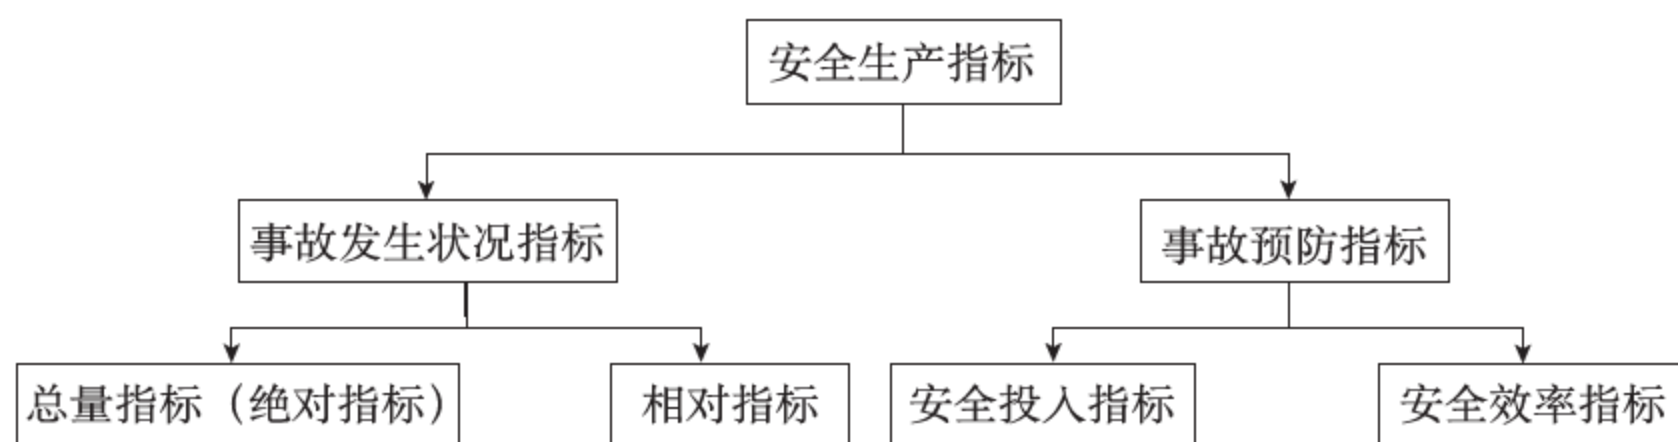 安全生产指标
事故发生状况指标
事故预防指标
总量指标（绝对指标）
相对指标
安全投入指标
安全效率指标